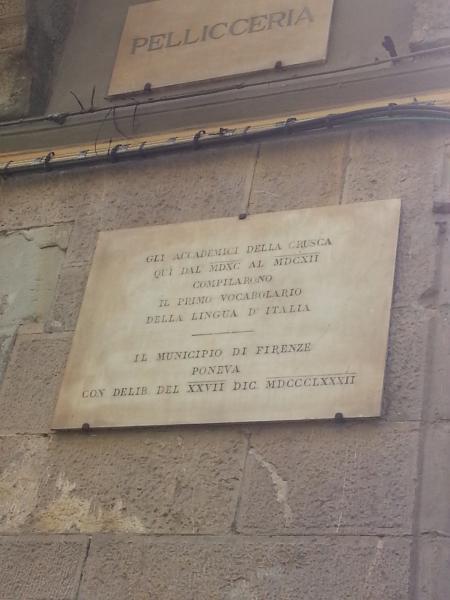 PELLICCERIA
GLI ACCADEMICI DELLA CRUSCA
QUÌ DAL MDXC AL MDCXII
COMPILARONO
IL PRIMO VOCABOLARIO
DELLA LINGUA D'ITALIA
IL MUNICIPIO DI FIRENZE
PONEVA
CON DELIB. DEL XXVII DIC. MDCCCLXXXII